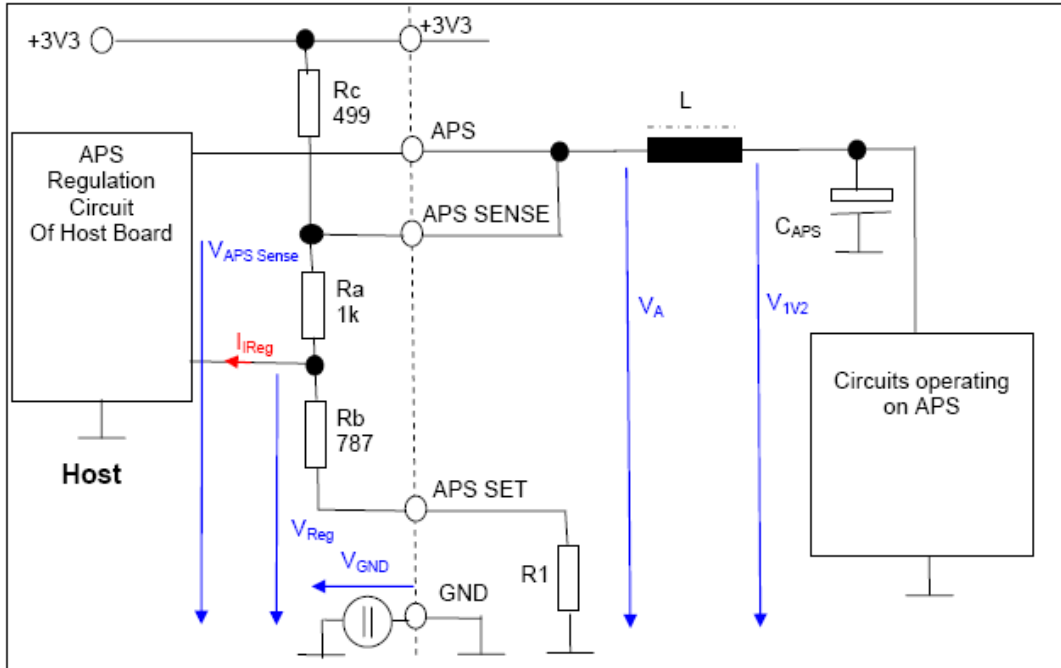 +3V3
+3V3
Rc
499
L
APS
APS
Regulation
Circuit
Of Host Board
APS SENSE
C_APS
V_APS Sense
Ra
1k
V_A
V_1V2
I_IReg
Circuits operating
on APS
Rb
787
Host
APS SET
V_Reg
V_GND
R1
GND